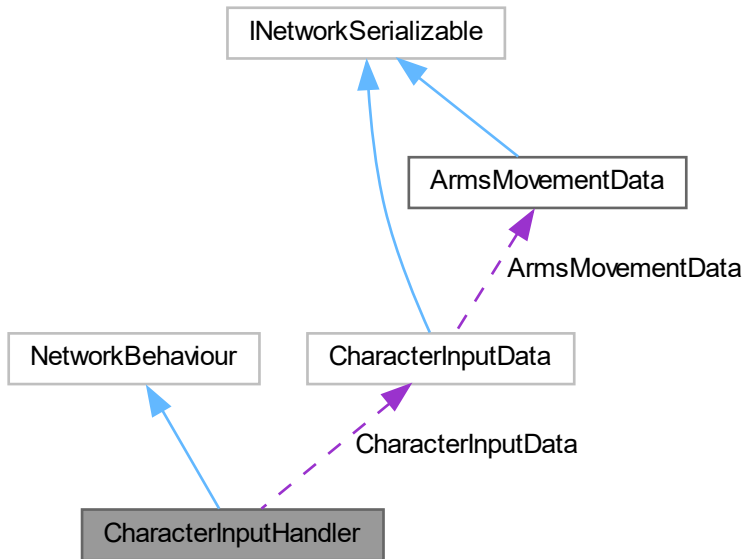 INetworkSerializable
ArmsMovementData
ArmsMovementData
NetworkBehaviour
CharacterInputData
CharacterInputData
CharacterInputHandler